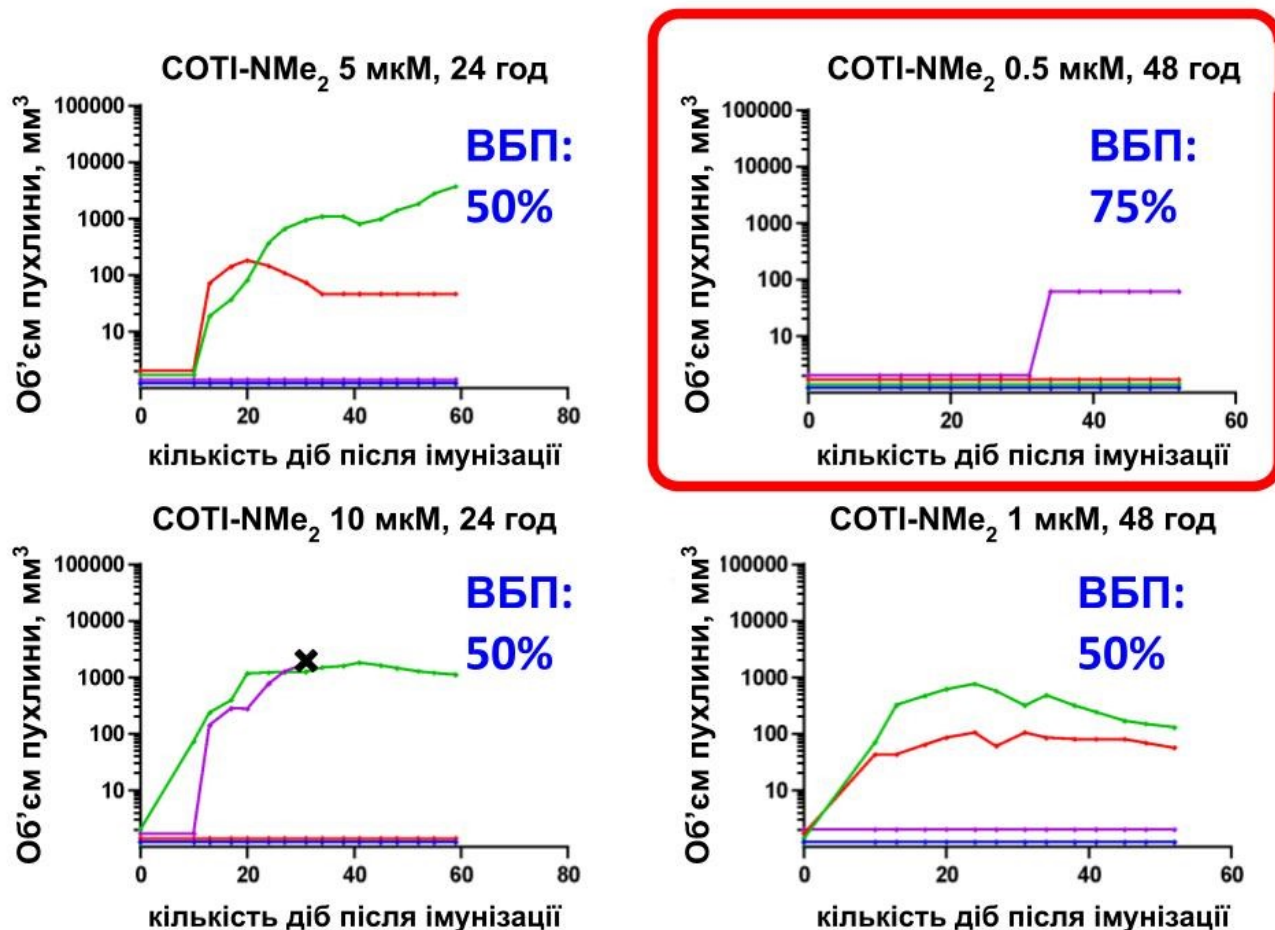 COTI-NMe₂ 5 мкМ, 24 год
Об’єм пухлини, мм³
100000
10000
1000
100
10
ВБП:
50%
0 20 40 60 80
кількість діб після імунізації
COTI-NMe₂ 0.5 мкМ, 48 год
Об’єм пухлини, мм³
100000
10000
1000
100
10
ВБП:
75%
0 20 40 60
кількість діб після імунізації
COTI-NMe₂ 10 мкМ, 24 год
Об’єм пухлини, мм³
100000
10000
1000
100
10
ВБП:
50%
0 20 40 60 80
кількість діб після імунізації
COTI-NMe₂ 1 мкМ, 48 год
Об’єм пухлини, мм³
100000
10000
1000
100
10
ВБП:
50%
0 20 40 60
кількість діб після імунізації